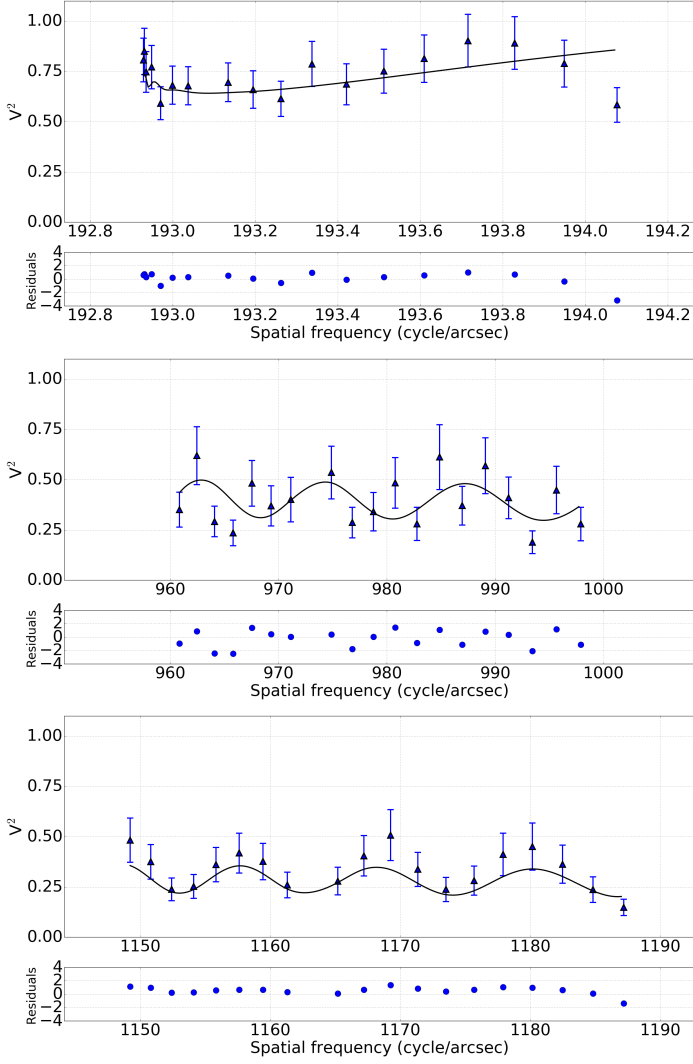 1.00
0.75
0.50
0.25
0.00
V²
192.8 193.0 193.2 193.4 193.6 193.8 194.0 194.2
4
2
0
−2
−4
Residuals
192.8 193.0 193.2 193.4 193.6 193.8 194.0 194.2
Spatial frequency (cycle/arcsec)
1.00
0.75
0.50
0.25
0.00
V²
960 970 980 990 1000
4
2
0
−2
−4
Residuals
960 970 980 990 1000
Spatial frequency (cycle/arcsec)
1.00
0.75
0.50
0.25
0.00
V²
1150 1160 1170 1180 1190
4
2
0
−2
−4
Residuals
1150 1160 1170 1180 1190
Spatial frequency (cycle/arcsec)